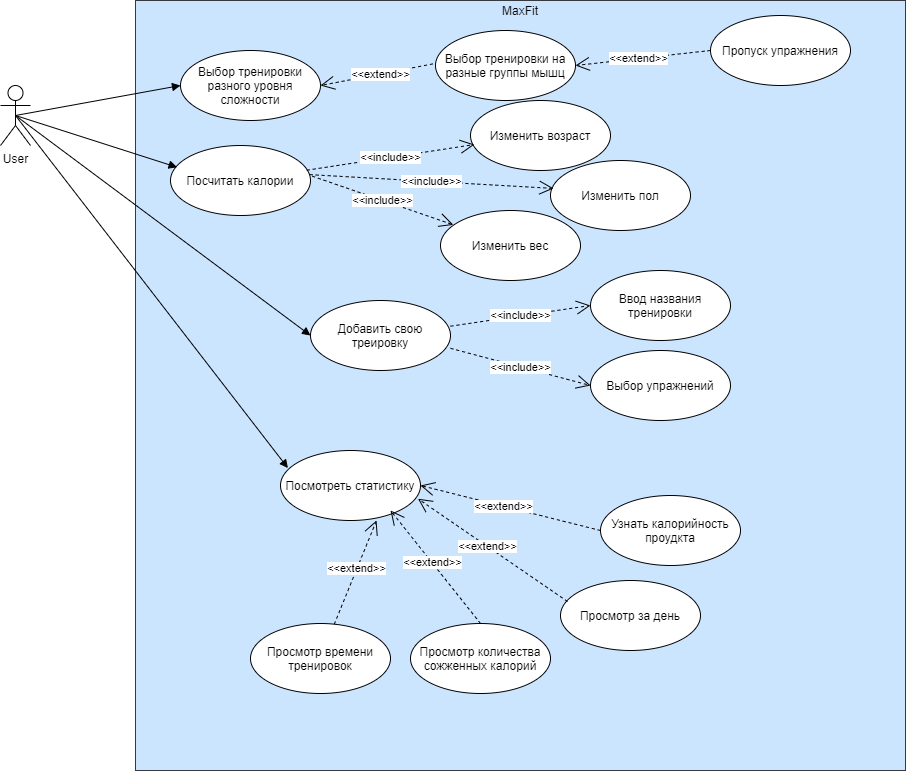 MaxFit
User
Выбор тренировки
разного уровня
сложности
<<extend>>
Выбор тренировки на
разные группы мышц
<<extend>>
Пропуск упражнения
Посчитать калории
<<include>>
Изменить возраст
<<include>>
Изменить пол
<<include>>
Изменить вес
Добавить свою
треировку
<<include>>
Ввод названия
тренировки
<<include>>
Выбор упражнений
Посмотреть статистику
<<extend>>
Узнать калорийность
проудкта
<<extend>>
Просмотр за день
<<extend>>
Просмотр количества
сожженных калорий
<<extend>>
Просмотр времени
тренировок